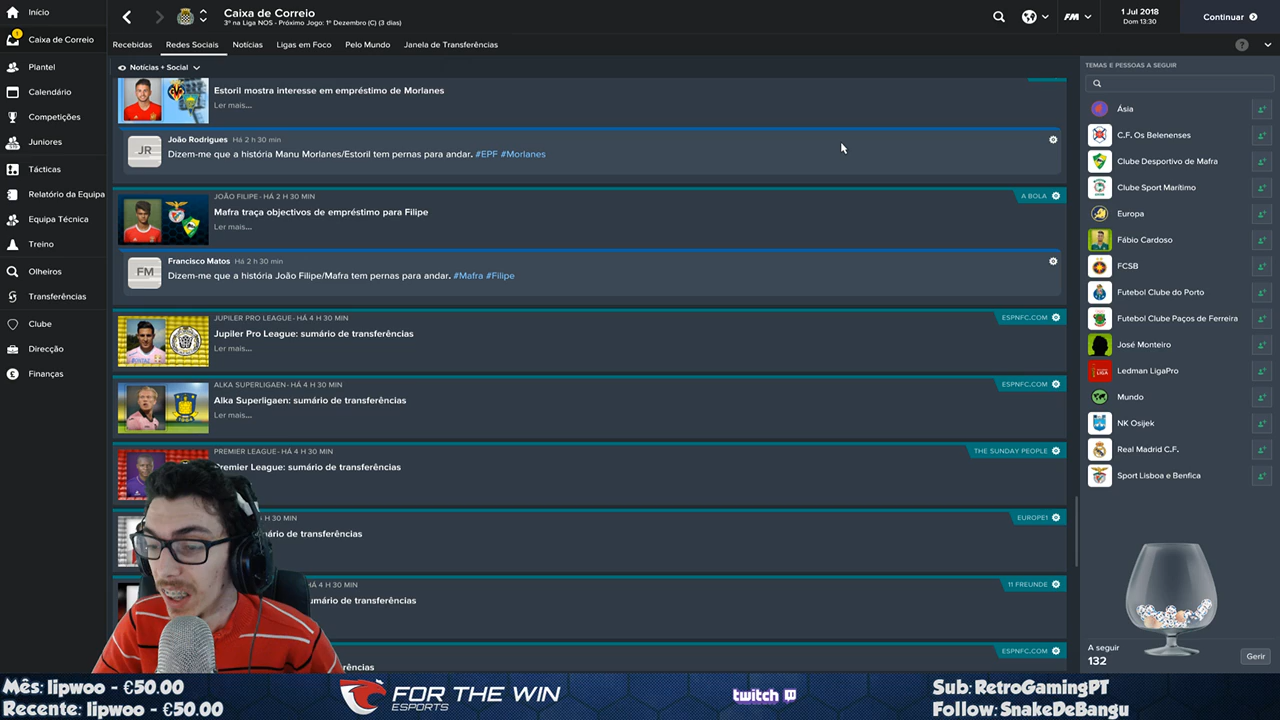 Início
Caixa de Correio
1 Jul 2018
3º na Liga NOS - Próximo Jogo: 1º Dezembro (C) (3 dias)
FM
Dom 13:30
Continuar
1
Caixa de Correio
Recebidas
Redes Sociais
Notícias
Ligas em Foco
Pelo Mundo
Janela de Transferências
?
Plantel
Calendário
Competições
Juniores
Tácticas
Relatório da Equipa
Equipa Técnica
Treino
Olheiros
Transferências
Clube
Direcção
Finanças
Notícias + Social
Estoril mostra interesse em empréstimo de Morlanes
Ler mais...
JR
João Rodrigues Há 2 h 30 min
Dizem-me que a história Manu Morlanes/Estoril tem pernas para andar. #EPF #Morlanes
JOÃO FILIPE- HÁ 2 H 30 MIN
A BOLA
Mafra traça objectivos de empréstimo para Filipe
Ler mais...
FM
Francisco Matos Há 2 h 30 min
Dizem-me que a história João Filipe/Mafra tem pernas para andar. #Mafra #Filipe
JUPILER PRO LEAGUE- HÁ 4 H 30 MIN
ESPNFC.COM
Jupiler Pro League: sumário de transferências
Ler mais...
ALKA SUPERLIGAEN- HÁ 4 H 30 MIN
ESPNFC.COM
Alka Superligaen: sumário de transferências
Ler mais...
PREMIER LEAGUE- HÁ 4 H 30 MIN
THE SUNDAY PEOPLE
Premier League: sumário de transferências
H 30 MIN
EUROPE1
de transferências
HÁ 4 H 30 MIN
11 FREUNDE
sumário de transferências
ESPNFC.COM
TEMAS E PESSOAS A SEGUIR
Ásia
C.F. Os Belenenses
Clube Desportivo de Mafra
Clube Sport Marítimo
Europa
Fábio Cardoso
FCSB
Futebol Clube do Porto
Futebol Clube Paços de Ferreira
José Monteiro
Ledman LigaPro
Mundo
NK Osijek
Real Madrid C.F.
Sport Lisboa e Benfica
A seguir
132
Gerir
Mês: lipwoo - €50.00
Recente: lipwoo - €50.00
FOR THE WIN
ESPORTS
twitch
Sub: RetroGamingPT
Follow: SnakeDeBangu